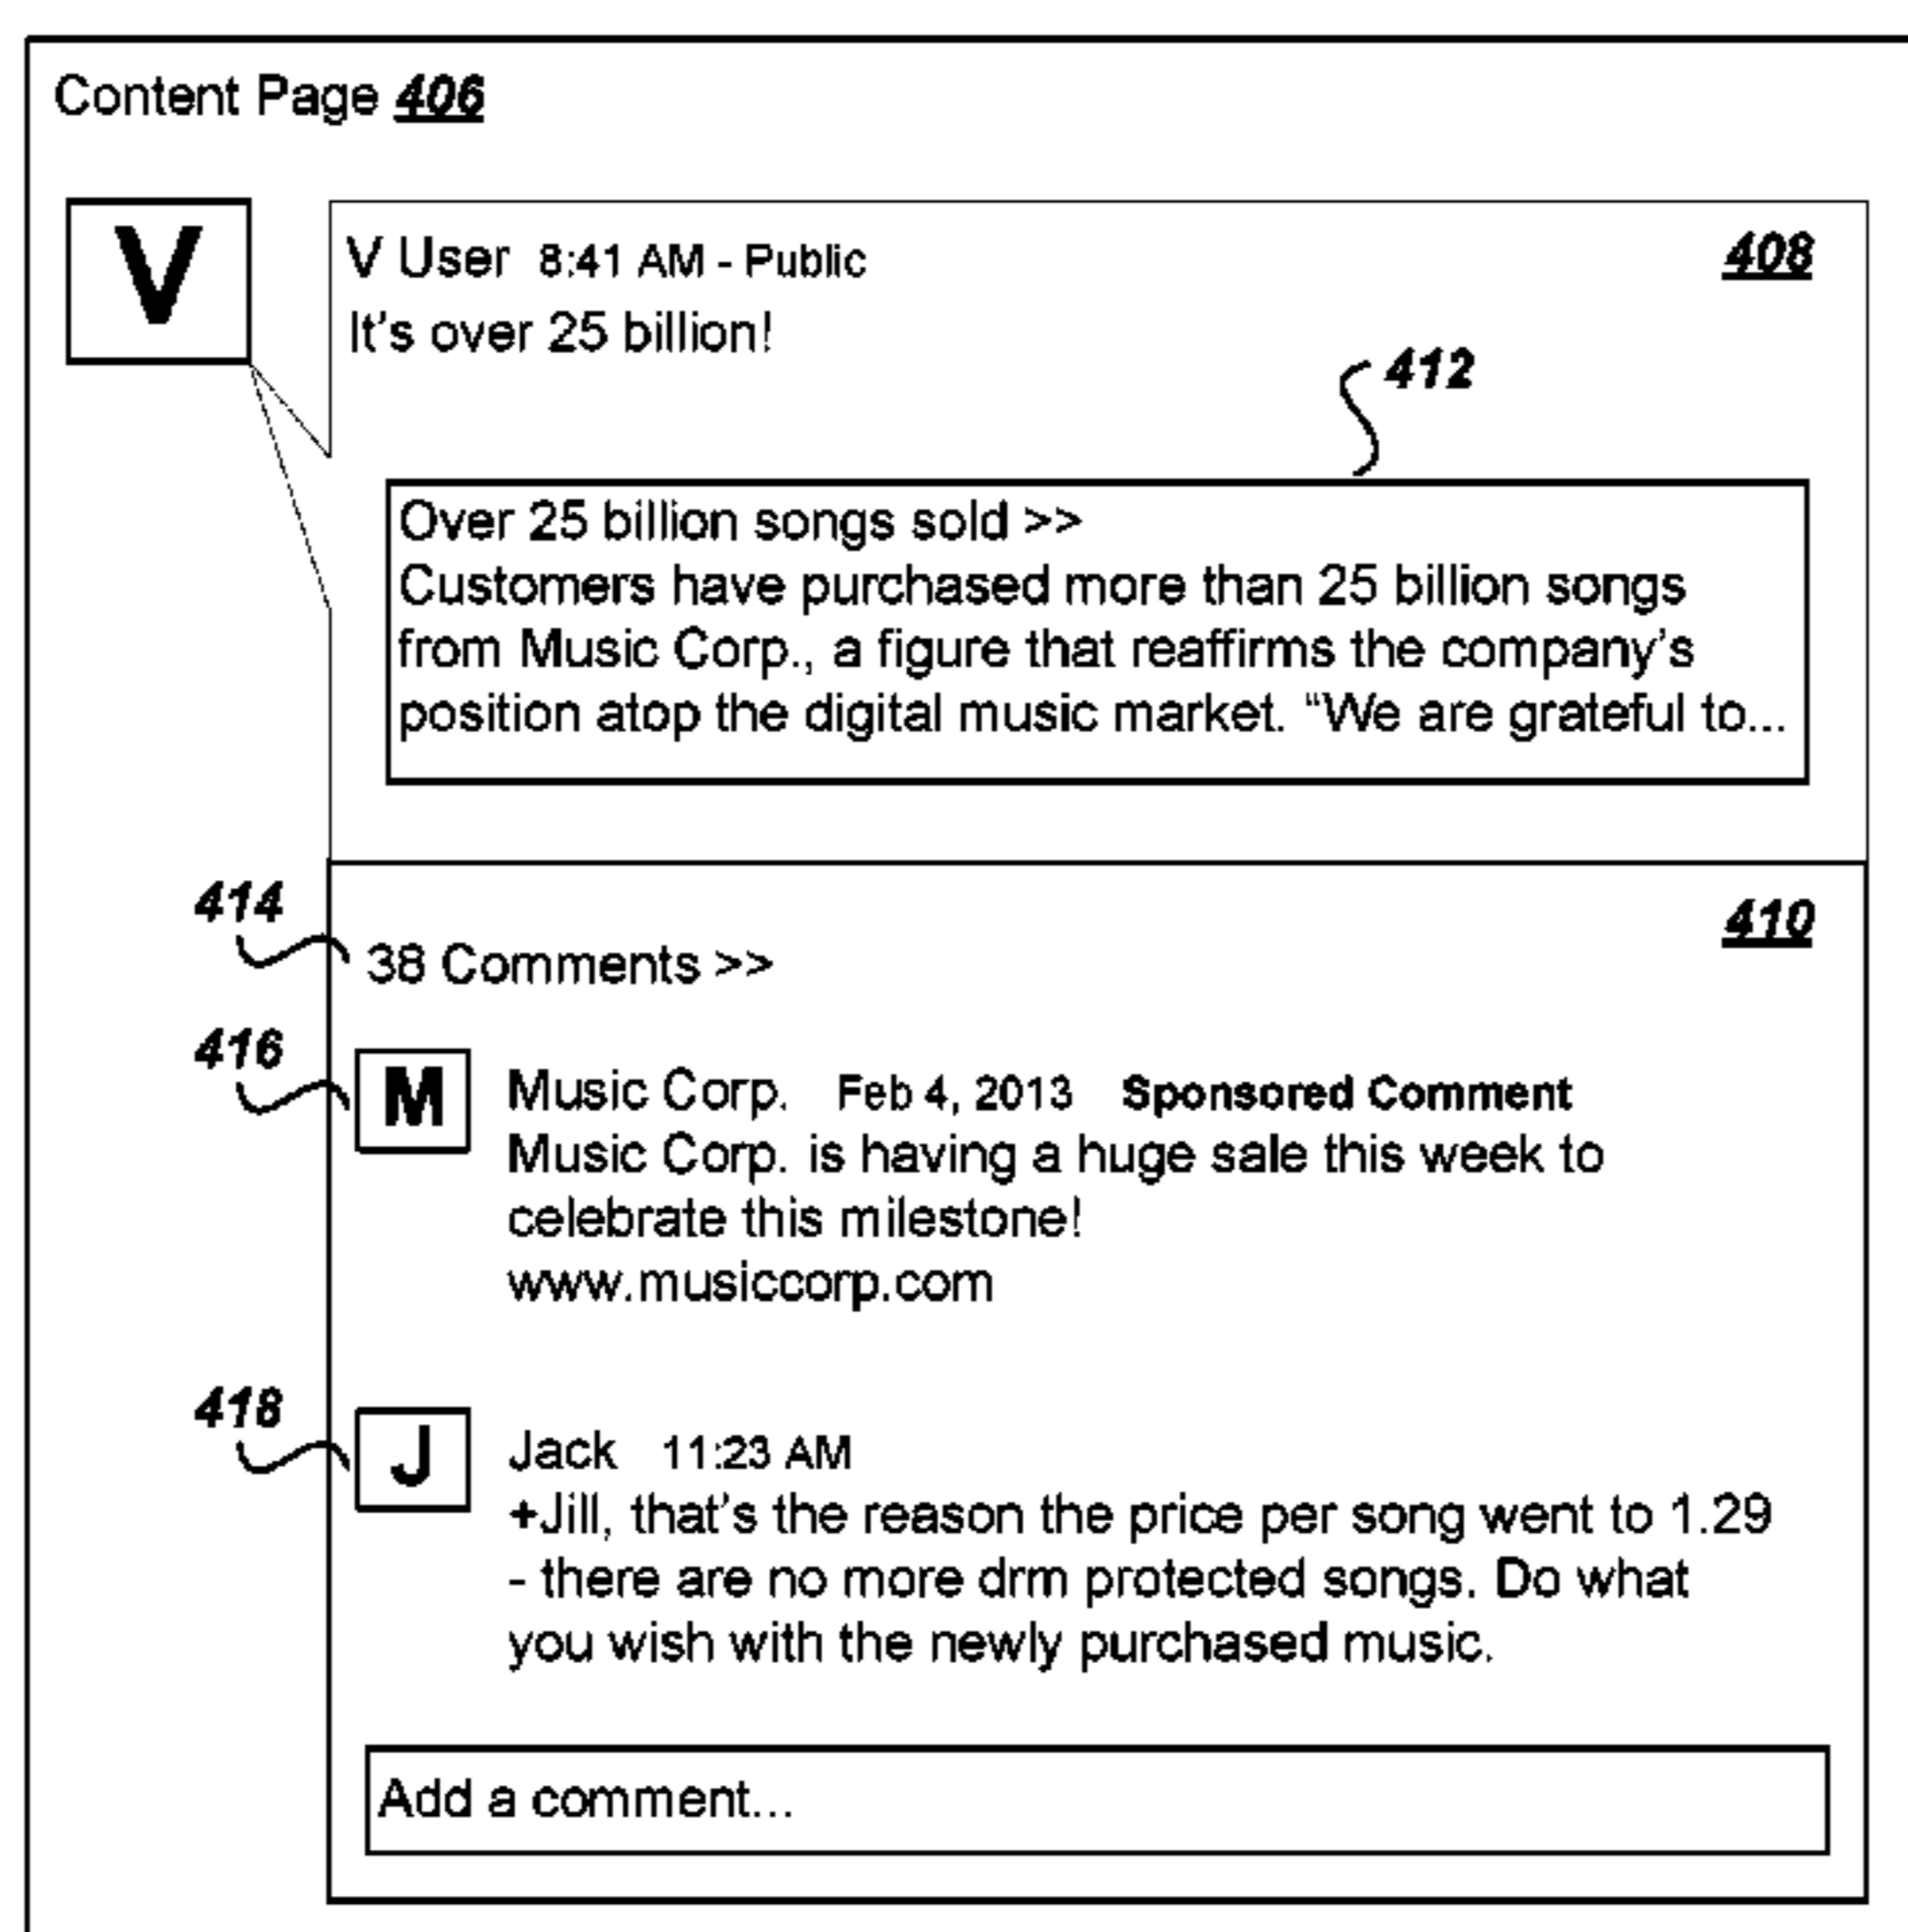 Content Page 406
V
V User 8:41 AM - Public
408
It's over 25 billion!
412
Over 25 billion songs sold >>
Customers have purchased more than 25 billion songs
from Music Corp., a figure that reaffirms the company's
position atop the digital music market. “We are grateful to...
414
410
38 Comments >>
416
M
Music Corp. Feb 4, 2013 Sponsored Comment
Music Corp. is having a huge sale this week to
celebrate this milestone!
www.musiccorp.com
418
J
Jack 11:23 AM
+Jill, that's the reason the price per song went to 1.29
- there are no more drm protected songs. Do what
you wish with the newly purchased music.
Add a comment...